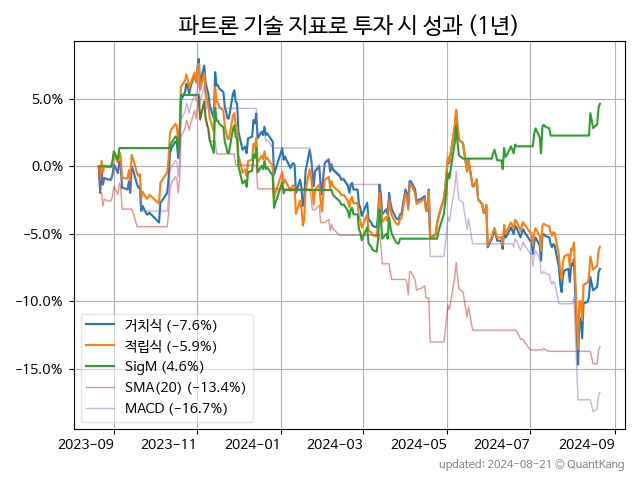 파트론 기술 지표로 투자 시 성과 (1년)
5.0%
0.0%
−5.0%
−10.0%
−15.0%
거치식 (−7.6%)
적립식 (−5.9%)
SigM (4.6%)
SMA(20) (−13.4%)
MACD (−16.7%)
2023-09 2023-11 2024-01 2024-03 2024-05 2024-07 2024-09
updated: 2024-08-21 © QuantKang